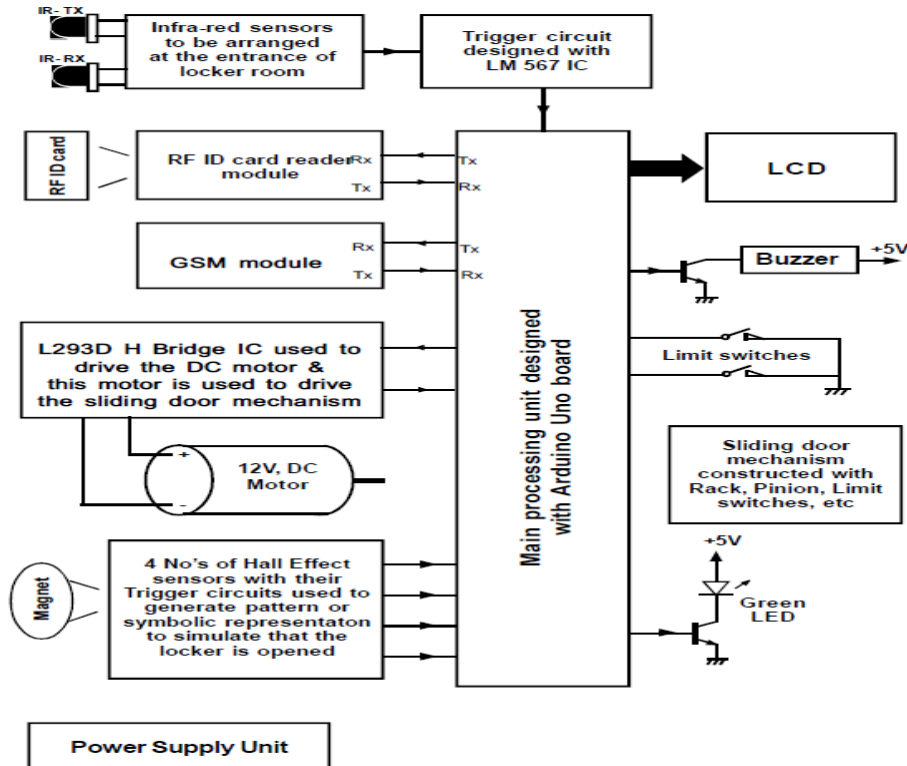 IR- TX
IR- RX
Infra-red sensors
to be arranged
at the entrance of
locker room
Trigger circuit
designed with
LM 567 IC
RF ID card
RF ID card reader
module
Rx
Tx
Tx
Rx
LCD
GSM module
Rx
Tx
Tx
Rx
Buzzer
+5V
L293D H Bridge IC used to
drive the DC motor &
this motor is used to drive
the sliding door mechanism
Limit switches
Main processing unit designed
with Arduino Uno board
+
-
12V, DC
Motor
Sliding door
mechanism
constructed with
Rack, Pinion, Limit
switches, etc
Magnet
4 No's of Hall Effect
sensors with their
Trigger circuits used to
generate pattern or
symbolic representaton
to simulate that the
locker is opened
+5V
Green
LED
Power Supply Unit